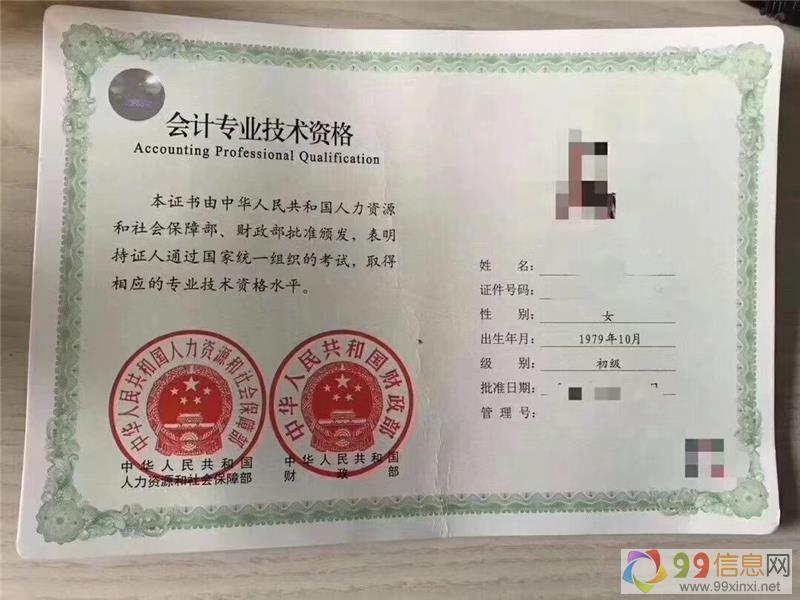 会计专业技术资格
Accounting Professional Qualification
本证书由中华人民共和国人力资源
和社会保障部、财政部批准颁发，表明
持证人通过国家统一组织的考试，取得
相应的专业技术资格水平。
中华人民共和国人力资源和社会保障部
中华人民共和国财政部
中华人民共和国
人力资源和社会保障部
中华人民共和国
财政部
姓名：
证件号码：
性别：女
出生年月：1979年10月
级别：初级
批准日期：
管理号：
99信息网
www.99xinxi.net